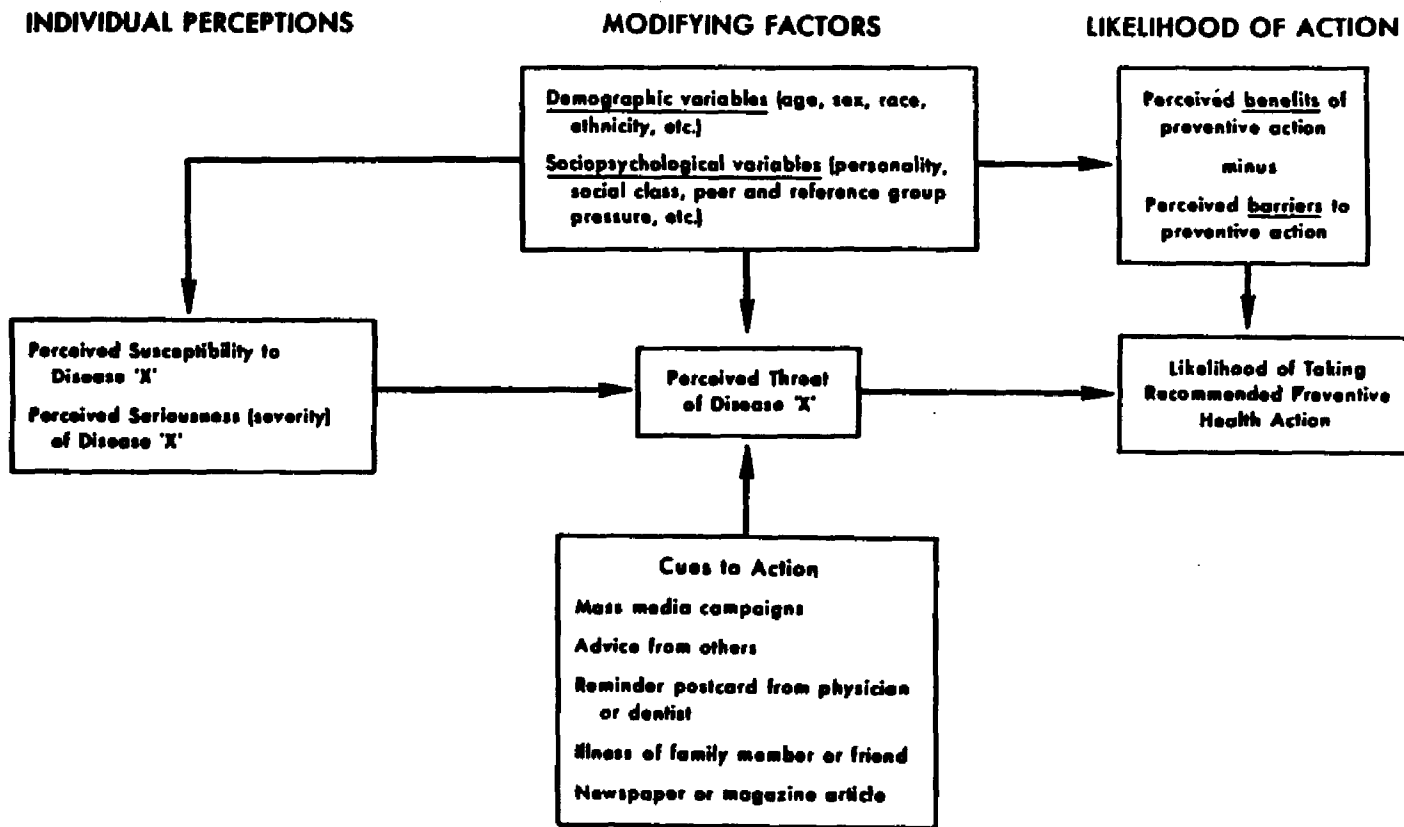 INDIVIDUAL PERCEPTIONS
MODIFYING FACTORS
LIKELIHOOD OF ACTION
Demographic variables (age, sex, race,
ethnicity, etc.)
Sociopsychological variables (personality,
social class, peer and reference group
pressure, etc.)
Perceived benefits of
preventive action
minus
Perceived barriers to
preventive action
Perceived Susceptibility to
Disease 'X'
Perceived Seriousness (severity)
of Disease 'X'
Perceived Threat
of Disease 'X'
Likelihood of Taking
Recommended Preventive
Health Action
Cues to Action
Mass media campaigns
Advice from others
Reminder postcard from physician
or dentist
Illness of family member or friend
Newspaper or magazine article